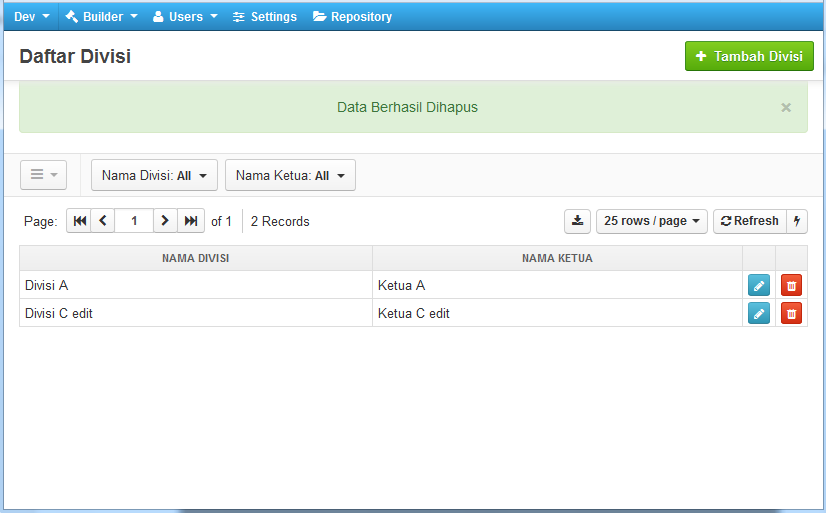 Dev Builder Users Settings Repository
Daftar Divisi
+ Tambah Divisi
Data Berhasil Dihapus ×
Nama Divisi: All Nama Ketua: All
Page: 1 of 1 2 Records 25 rows / page Refresh
NAMA DIVISI NAMA KETUA
Divisi A Ketua A
Divisi C edit Ketua C edit